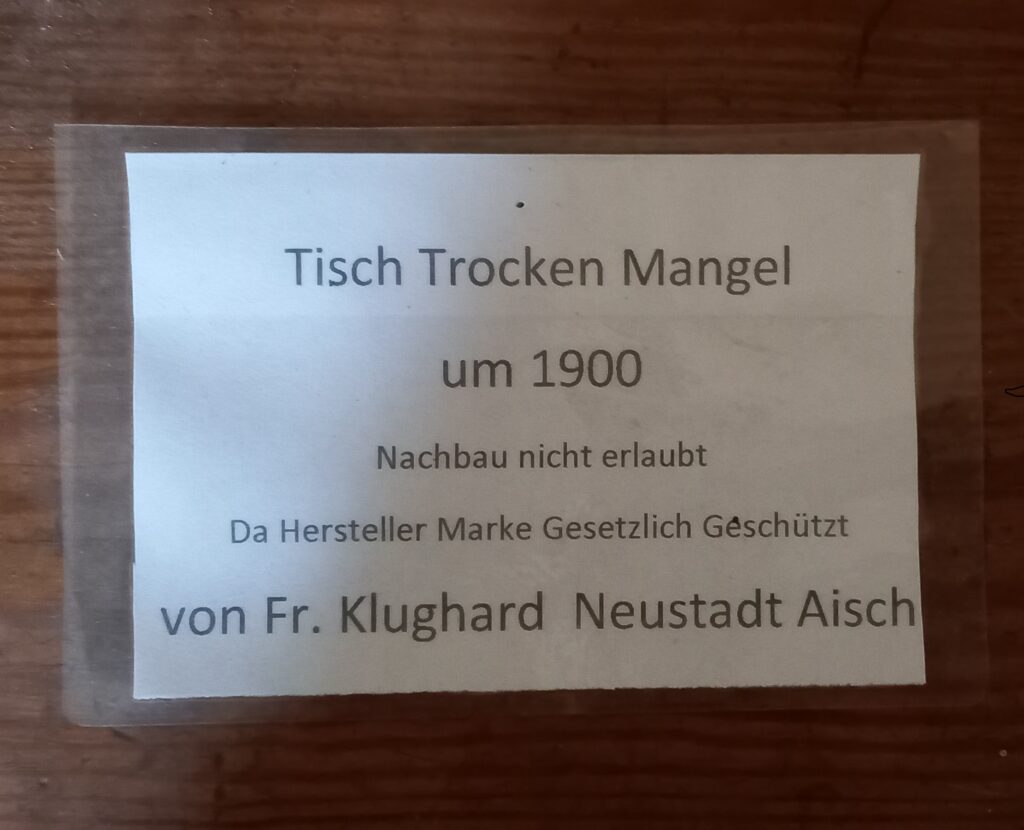 Tisch Trocken Mangel
um 1900
Nachbau nicht erlaubt
Da Hersteller Marke Gesetzlich Geschützt
von Fr. Klughard Neustadt Aisch